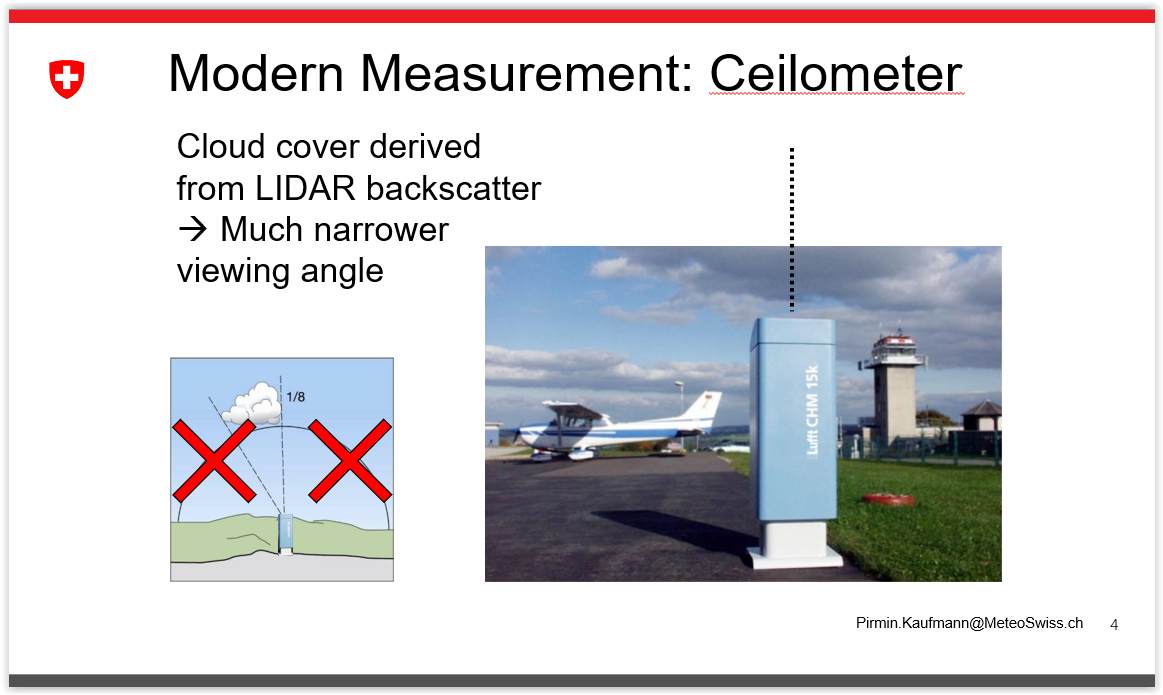 Modern Measurement: Ceilometer
Cloud cover derived
from LIDAR backscatter
→ Much narrower
viewing angle
1/8
Lufft CHM 15k
Pirmin.Kaufmann@MeteoSwiss.ch 4